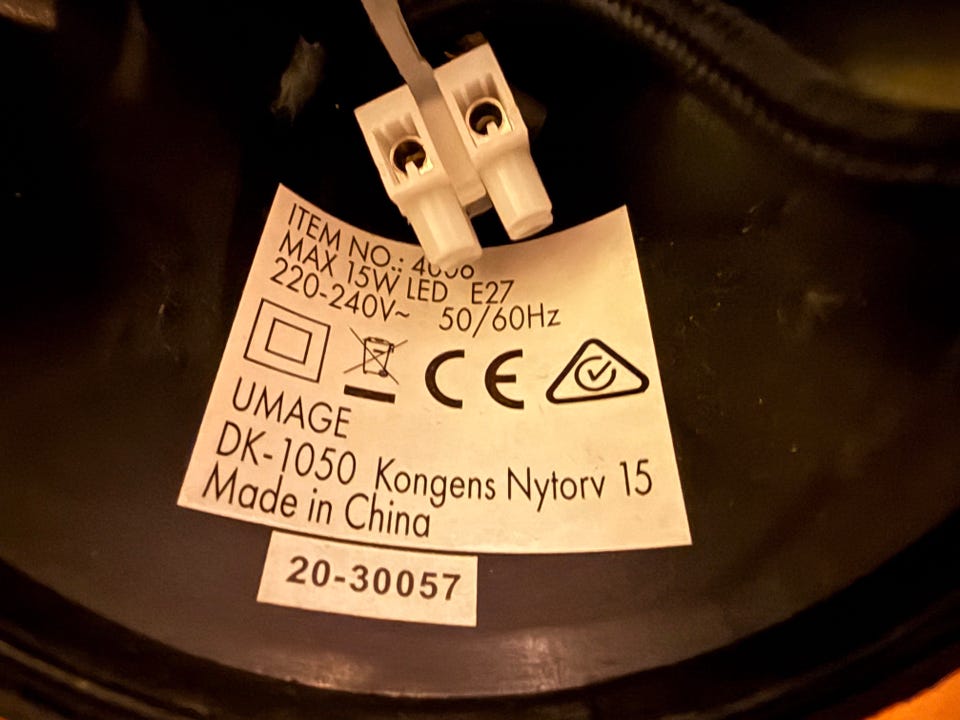 ITEM NO.:
MAX 15W LED E27
220-240V~ 50/60Hz
CE
UMAGE
DK-1050 Kongens Nytorv 15
Made in China
20-30057